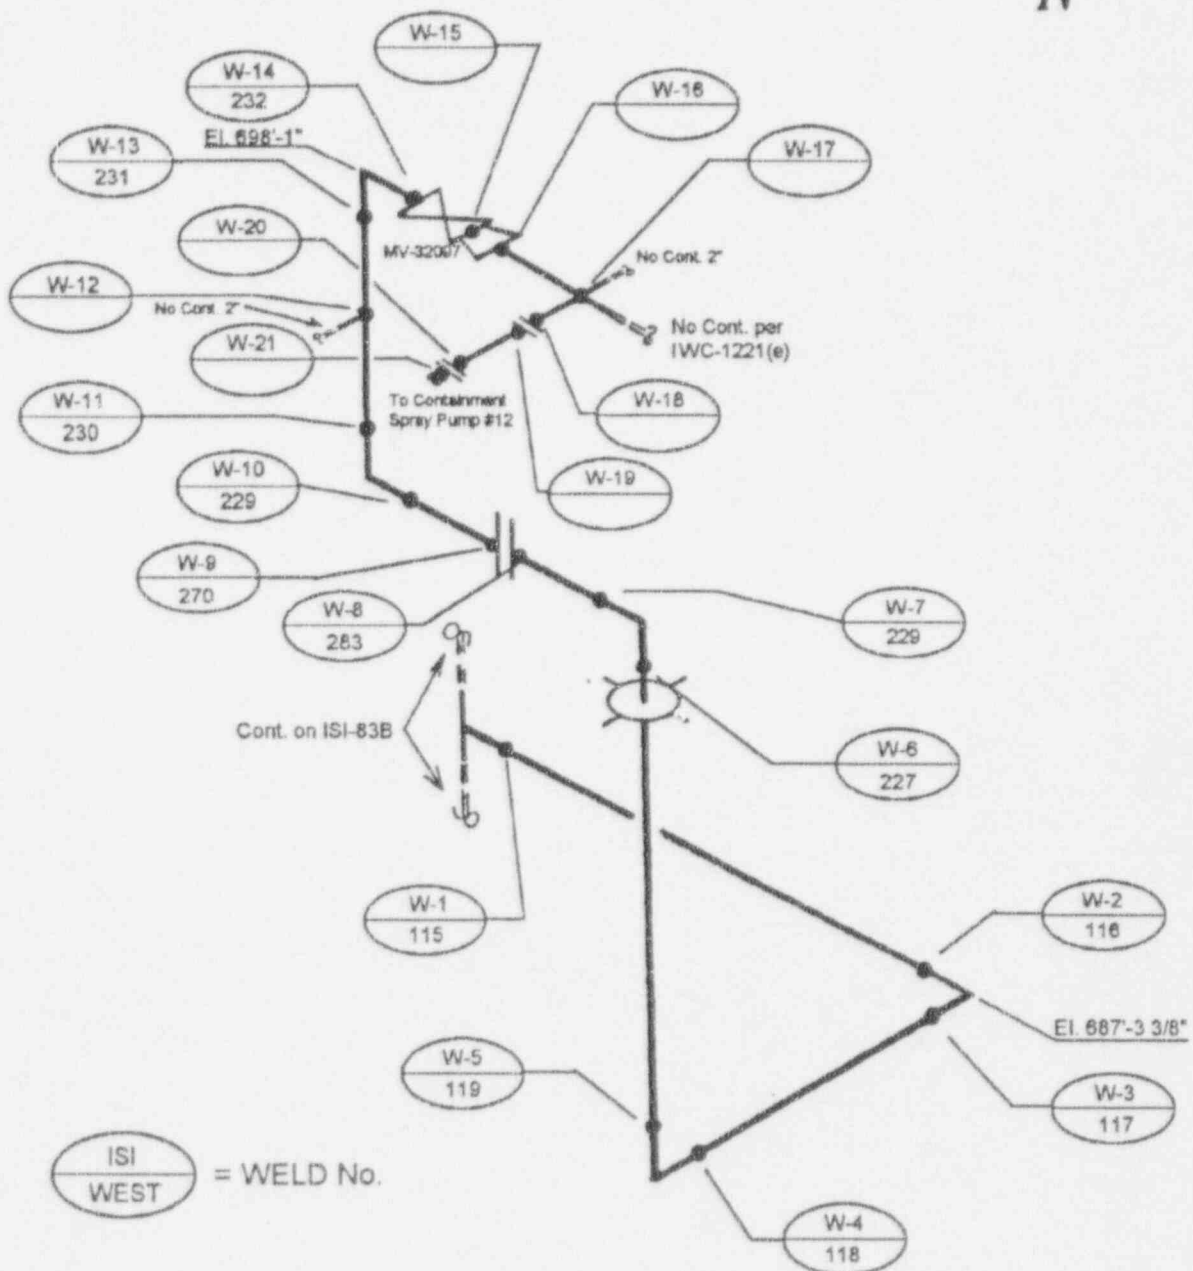 N
W-15
W-14
232
W-16
El. 698'-1"
W-13
231
W-17
W-20
MV-32097
No Cont. 2"
W-12
No Cont. 2"
No Cont. per
IWC-1221(e)
W-21
To Containment
Spray Pump #12
W-18
W-11
230
W-19
W-10
229
W-9
270
W-8
283
W-7
229
Cont. on ISI-83B
W-6
227
W-1
115
W-2
116
El. 687'-3 3/8"
W-5
119
W-3
117
ISI
WEST
= WELD No.
W-4
118